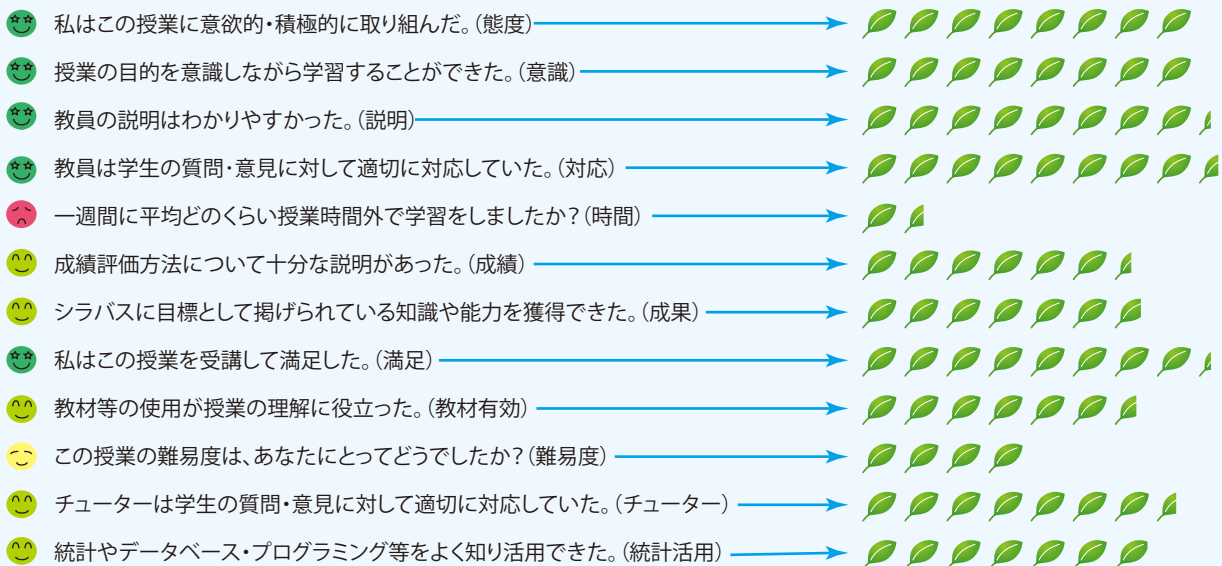 私はこの授業に意欲的・積極的に取り組んだ。(態度)
授業の目的を意識しながら学習することができた。(意識)
教員の説明はわかりやすかった。(説明)
教員は学生の質問・意見に対して適切に対応していた。(対応)
一週間に平均どのくらい授業時間外で学習をしましたか?(時間)
成績評価方法について十分な説明があった。(成績)
シラバスに目標として掲げられている知識や能力を獲得できた。(成果)
私はこの授業を受講して満足した。(満足)
教材等の使用が授業の理解に役立った。(教材有効)
この授業の難易度は、あなたにとってどうでしたか?(難易度)
チューターは学生の質問・意見に対して適切に対応していた。(チューター)
統計やデータベース・プログラミング等をよく知り活用できた。(統計活用)